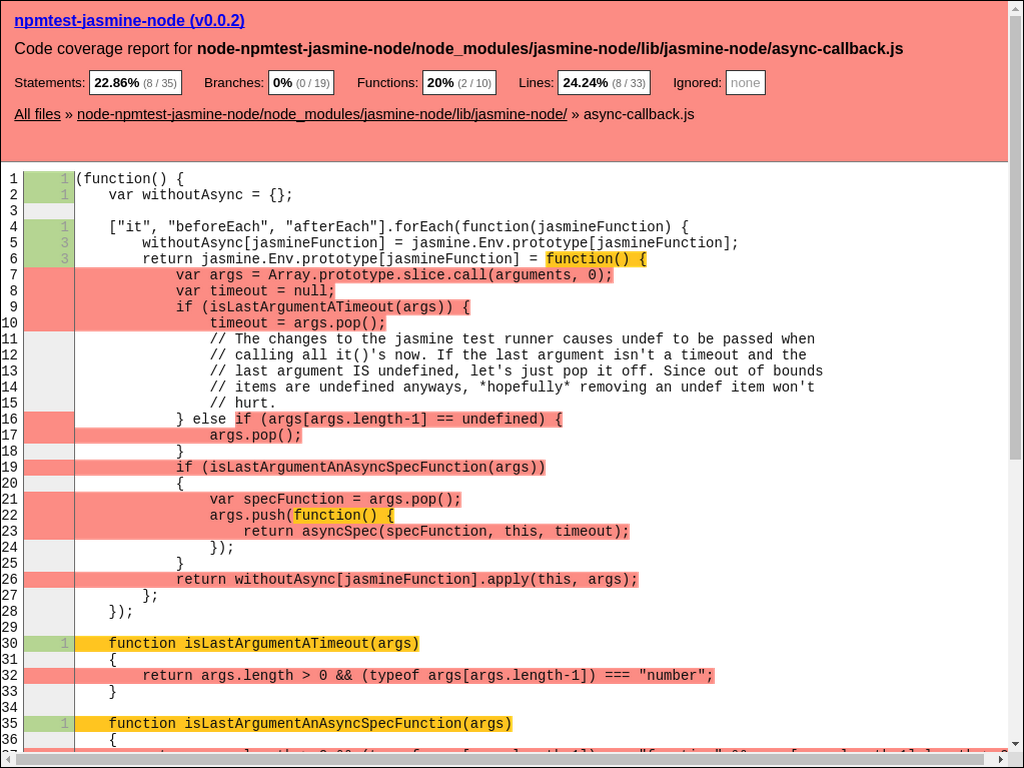 npmtest-jasmine-node (v0.0.2)
Code coverage report for node-npmtest-jasmine-node/node_modules/jasmine-node/lib/jasmine-node/async-callback.js
Statements: 22.86% (8 / 35) Branches: 0% (0 / 19) Functions: 20% (2 / 10) Lines: 24.24% (8 / 33) Ignored: none
All files » node-npmtest-jasmine-node/node_modules/jasmine-node/lib/jasmine-node/ » async-callback.js
1 1 (function() {
2 1 var withoutAsync = {};
3
4 1 ["it", "beforeEach", "afterEach"].forEach(function(jasmineFunction) {
5 3 withoutAsync[jasmineFunction] = jasmine.Env.prototype[jasmineFunction];
6 3 return jasmine.Env.prototype[jasmineFunction] = function() {
7 var args = Array.prototype.slice.call(arguments, 0);
8 var timeout = null;
9 if (isLastArgumentATimeout(args)) {
10 timeout = args.pop();
11 // The changes to the jasmine test runner causes undef to be passed when
12 // calling all it()'s now. If the last argument isn't a timeout and the
13 // last argument IS undefined, let's just pop it off. Since out of bounds
14 // items are undefined anyways, *hopefully* removing an undef item won't
15 // hurt.
16 } else if (args[args.length-1] == undefined) {
17 args.pop();
18 }
19 if (isLastArgumentAnAsyncSpecFunction(args))
20 {
21 var specFunction = args.pop();
22 args.push(function() {
23 return asyncSpec(specFunction, this, timeout);
24 });
25 }
26 return withoutAsync[jasmineFunction].apply(this, args);
27 };
28 });
29
30 1 function isLastArgumentATimeout(args)
31 {
32 return args.length > 0 && (typeof args[args.length-1]) === "number";
33 }
34
35 1 function isLastArgumentAnAsyncSpecFunction(args)
36 {